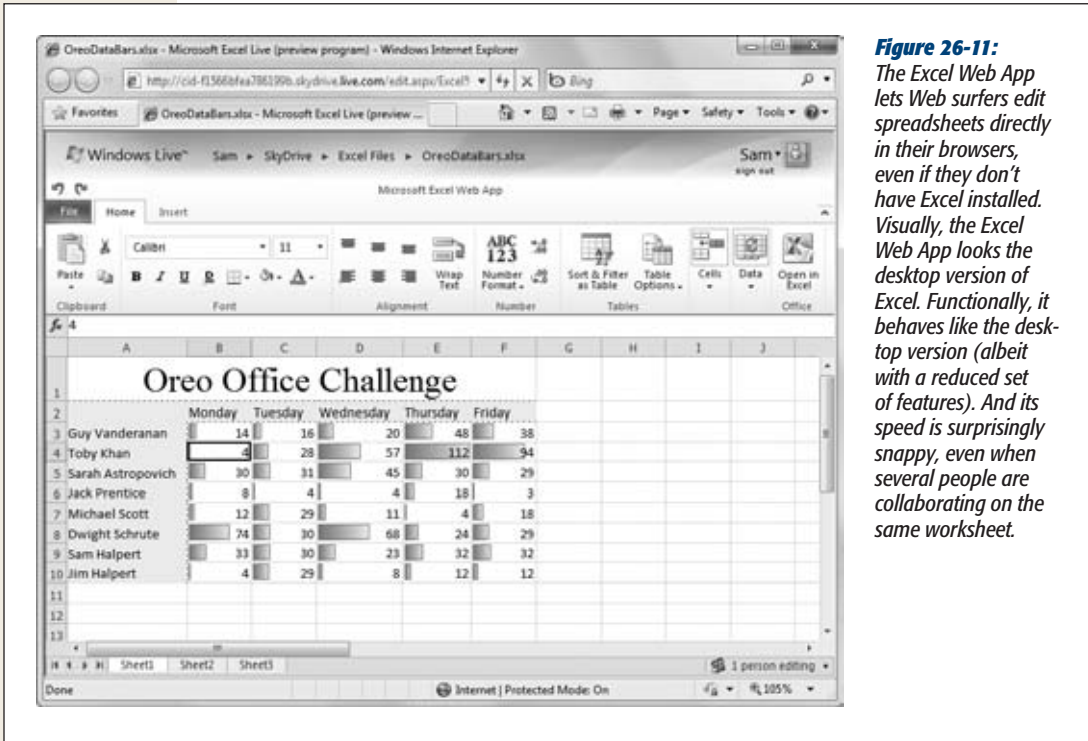 OreoDataBars.xlsx - Microsoft Excel Live (preview program) - Windows Internet Explorer
Bing
Favorites OreoDataBars.xlsx - Microsoft Excel Live (preview ... Page Safety Tools
Windows Live™ Sam SkyDrive Excel Files OreoDataBars.xlsx Sam
sign out
Microsoft Excel Web App
File Home Insert
Calibri 11 ABC 123
Paste B I U D A Wrap Text Number Format Sort & Filter as Table Table Options Cells Data Open in Excel
Clipboard Font Alignment Number Tables Office
fx 4
A B C D E F G H I J
1 Oreo Office Challenge
2 Monday Tuesday Wednesday Thursday Friday
3 Guy Vanderanan 14 16 20 48 38
4 Toby Khan 4 28 57 112 94
5 Sarah Astropovich 30 31 45 30 29
6 Jack Prentice 8 4 4 18 3
7 Michael Scott 12 29 11 4 18
8 Dwight Schrute 74 30 68 24 29
9 Sam Halpert 33 30 23 32 32
10 Jim Halpert 4 29 8 12 12
11
12
13
Sheet1 Sheet2 Sheet3 1 person editing
Done Internet | Protected Mode: On 105%
Figure 26-11:
The Excel Web App
lets Web surfers edit
spreadsheets directly
in their browsers,
even if they don't
have Excel installed.
Visually, the Excel
Web App looks the
desktop version of
Excel. Functionally, it
behaves like the desk-
top version (albeit
with a reduced set
of features). And its
speed is surprisingly
snappy, even when
several people are
collaborating on the
same worksheet.